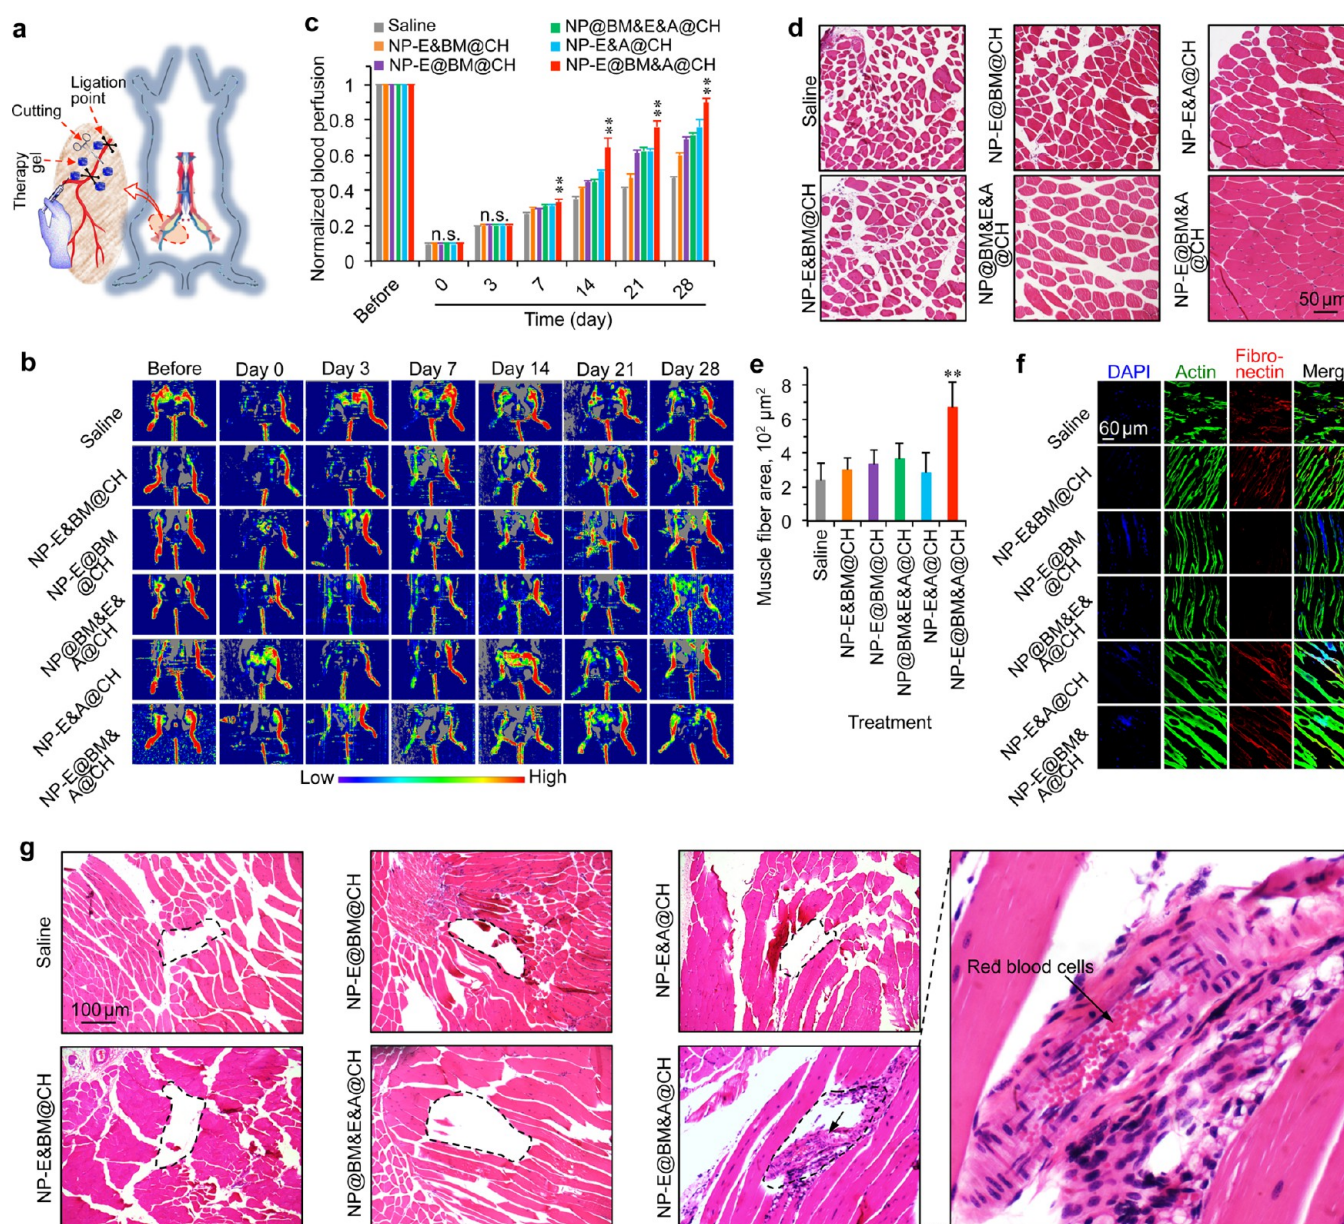 a
Ligation
point
Cutting
Therapy
gel
c
Saline
NP-E&BM@CH
NP-E@BM@CH
NP@BM&E&A@CH
NP-E&A@CH
NP-E@BM&A@CH
Normalized blood perfusion
1
0.8
0.6
0.4
0.2
0
n.s.
n.s.
**
**
**
**
Before
0
3
7
14
21
28
Time (day)
d
Saline
NP-E@BM@CH
NP-E&A@CH
NP-E&BM@CH
NP@BM&E&A
@CH
NP-E@BM&A
@CH
50 µm
b
Before
Day 0
Day 3
Day 7
Day 14
Day 21
Day 28
Saline
NP-E&BM@CH
NP-E@BM
@CH
NP@BM&E&
A@CH
NP-E&A@CH
NP-E@BM&
A@CH
Low
High
e
Muscle fiber area, 10² µm²
8
6
4
2
0
**
Saline
NP-E&BM@CH
NP-E@BM@CH
NP@BM&E&A@CH
NP-E&A@CH
NP-E@BM&A@CH
Treatment
f
DAPI
Actin
Fibro-
nectin
Merg
Saline
60 µm
NP-E&BM@CH
NP-E@BM
@CH
NP@BM&E&
A@CH
NP-E&A@CH
NP-E@BM&
A@CH
g
Saline
100 µm
NP-E@BM@CH
NP-E&A@CH
Red blood cells
NP-E&BM@CH
NP@BM&E&A@CH
NP-E@BM&A@CH